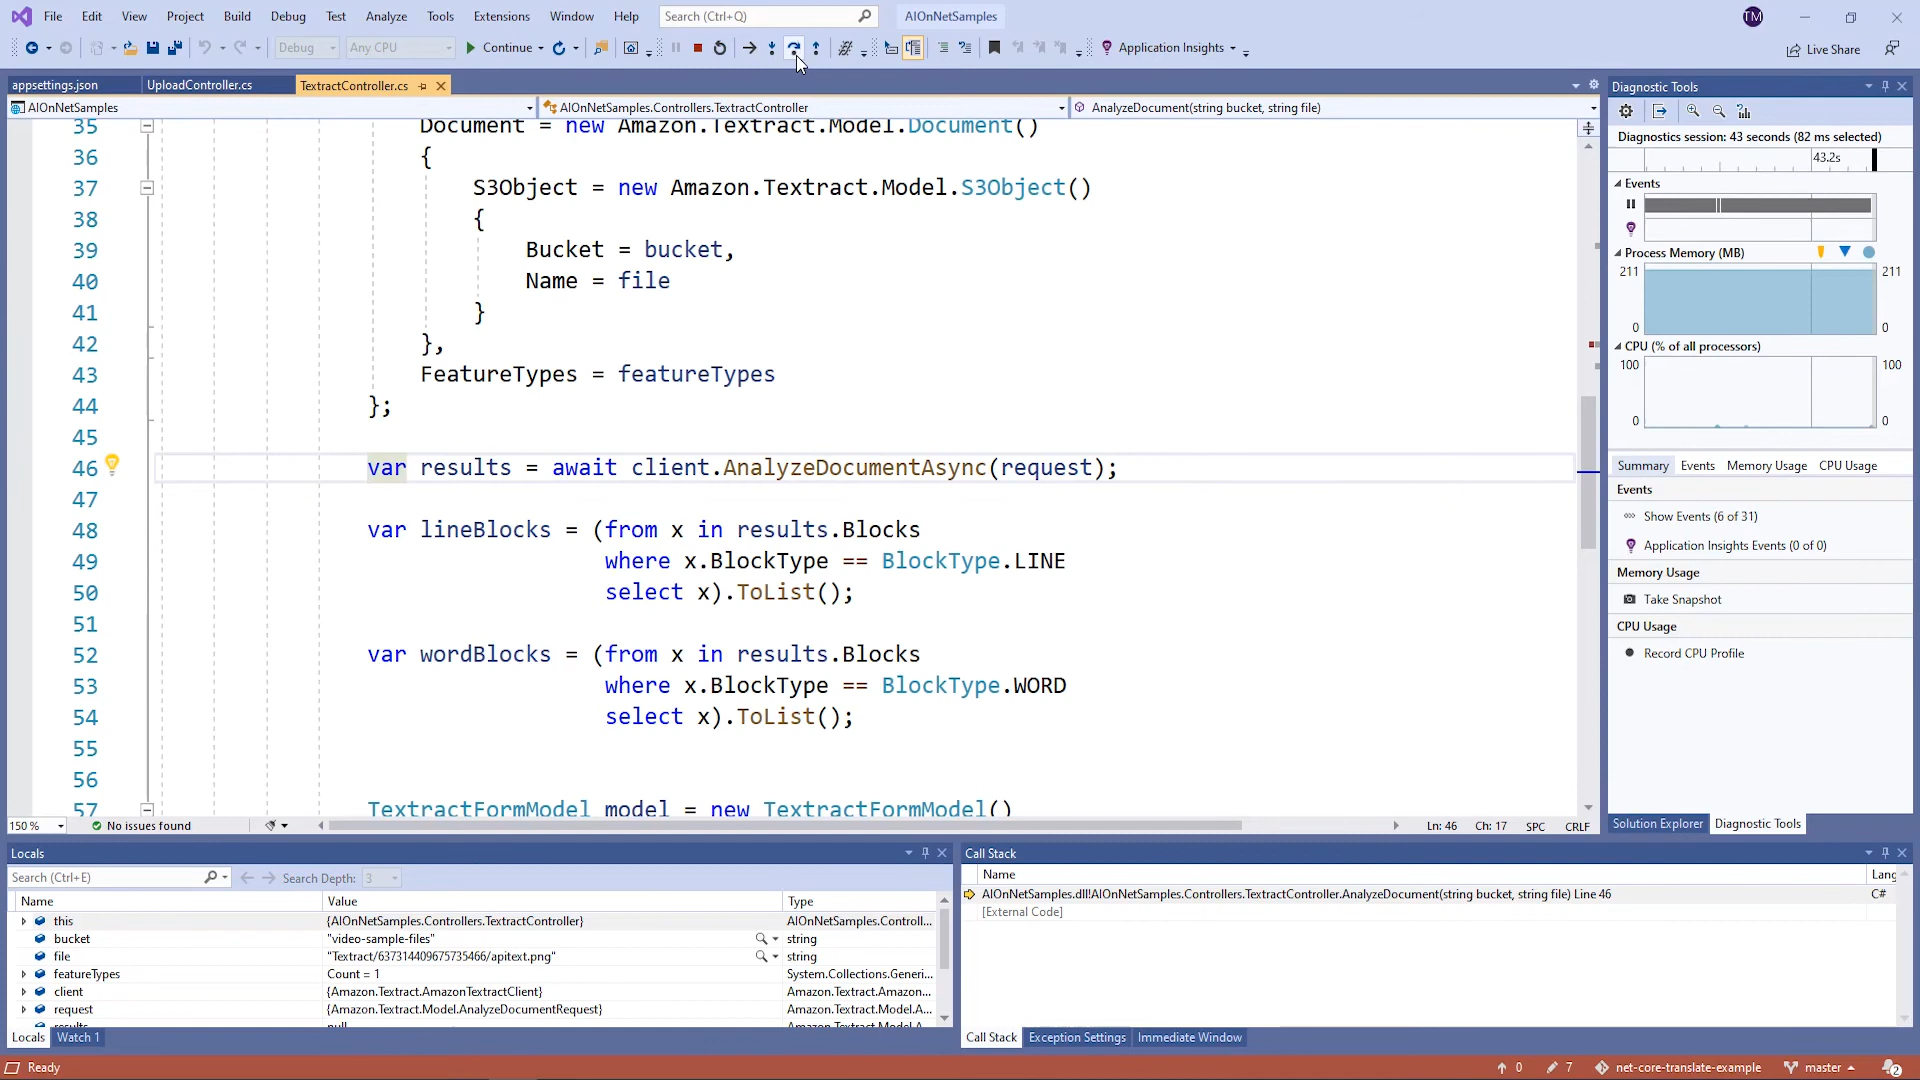 File Edit View Project Build Debug Test Analyze Tools Extensions Window Help Search (Ctrl+Q) AIOnNetSamples TM
Debug Any CPU Continue Application Insights Live Share
appsettings.json UploadController.cs TextractController.cs
AIOnNetSamples AIOnNetSamples.Controllers.TextractController AnalyzeDocument(string bucket, string file)
35 Document = new Amazon.Textract.Model.Document()
36 {
37 S3Object = new Amazon.Textract.Model.S3Object()
38 {
39 Bucket = bucket,
40 Name = file
41 }
42 },
43 FeatureTypes = featureTypes
44 };
45
46 var results = await client.AnalyzeDocumentAsync(request);
47
48 var lineBlocks = (from x in results.Blocks
49 where x.BlockType == BlockType.LINE
50 select x).ToList();
51
52 var wordBlocks = (from x in results.Blocks
53 where x.BlockType == BlockType.WORD
54 select x).ToList();
55
56
57 TextractFormModel model = new TextractFormModel()
150 % No issues found Ln: 46 Ch: 17 SPC CRLF
Diagnostic Tools
Diagnostics session: 43 seconds (82 ms selected)
43.2s
Events
Process Memory (MB)
211 211
0 0
CPU (% of all processors)
100 100
0 0
Summary Events Memory Usage CPU Usage
Events
Show Events (6 of 31)
Application Insights Events (0 of 0)
Memory Usage
Take Snapshot
CPU Usage
Record CPU Profile
Solution Explorer Diagnostic Tools
Locals
Search (Ctrl+E) Search Depth: 3
Name Value Type
this {AIOnNetSamples.Controllers.TextractController} AIOnNetSamples.Controll...
bucket "video-sample-files" string
file "Textract/637314409675735466/apitext.png" string
featureTypes Count = 1 System.Collections.Generi...
client {Amazon.Textract.AmazonTextractClient} Amazon.Textract.Amazon...
request {Amazon.Textract.Model.AnalyzeDocumentRequest} Amazon.Textract.Model.A...
results null Amazon.Textract.Model.A...
Locals Watch 1
Call Stack
Name Lang
AIOnNetSamples.dll!AIOnNetSamples.Controllers.TextractController.AnalyzeDocument(string bucket, string file) Line 46 C#
[External Code]
Call Stack Exception Settings Immediate Window
Ready 0 7 net-core-translate-example master 2